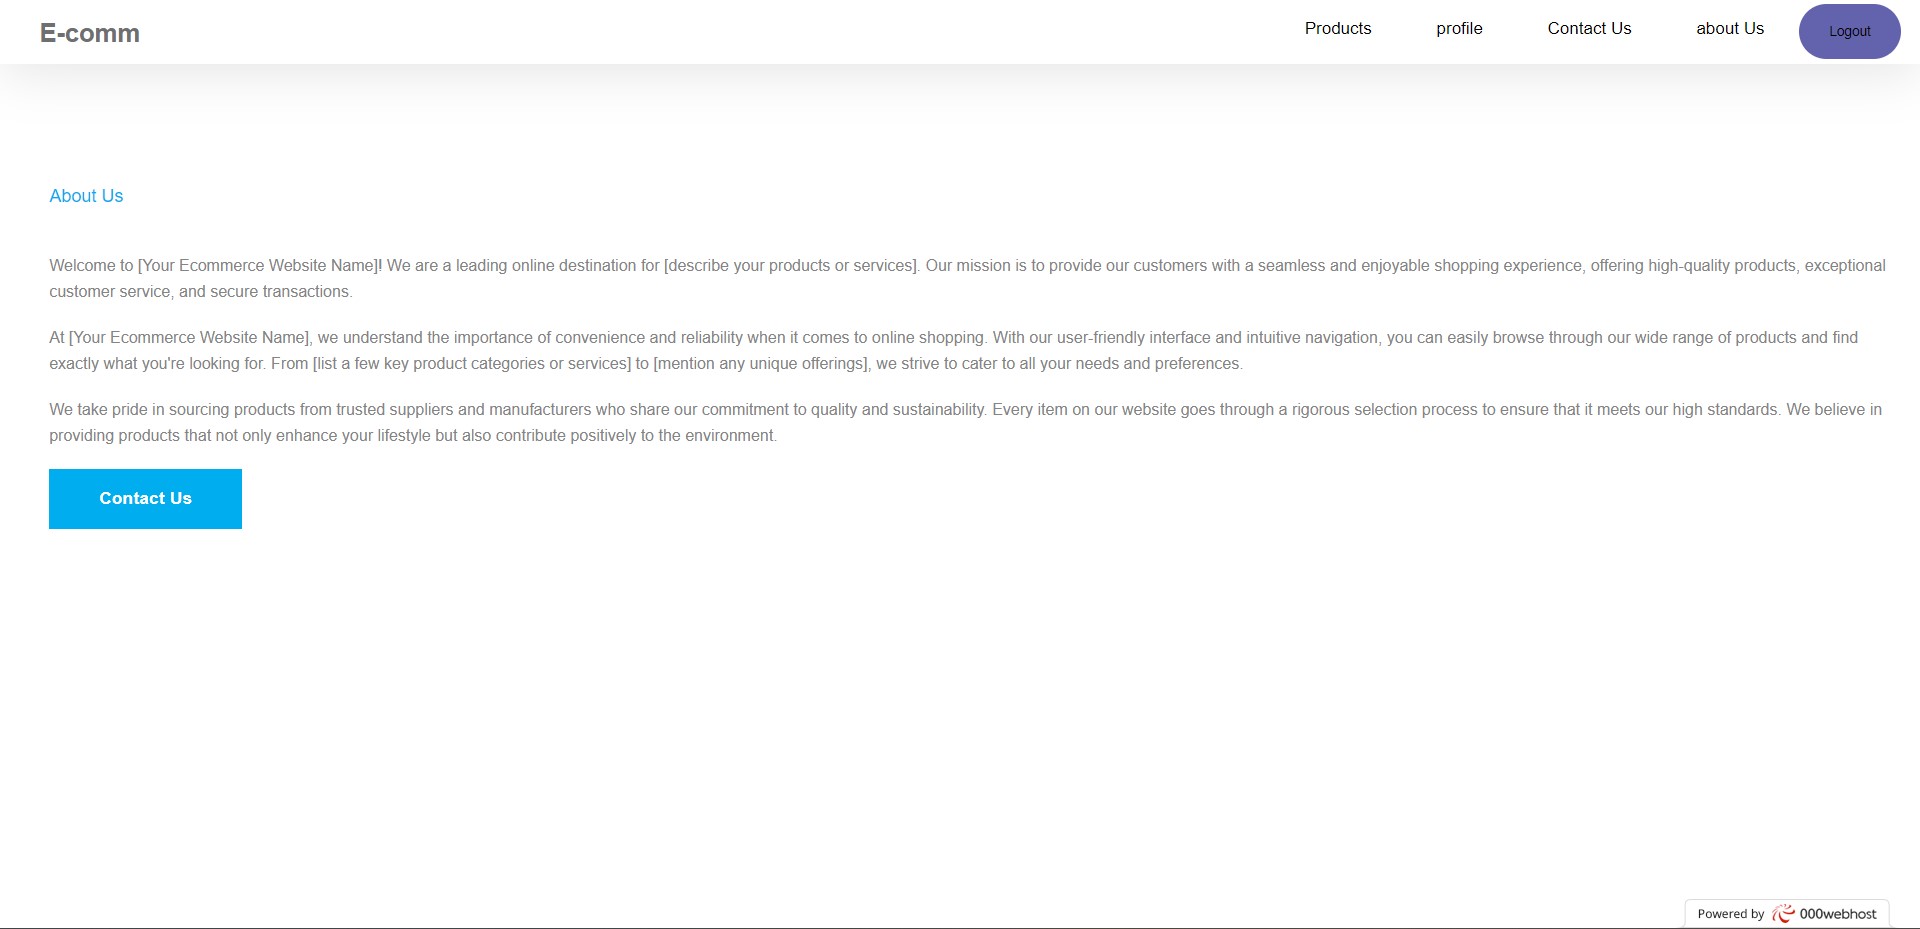 E-comm
Products
profile
Contact Us
about Us
Logout
About Us
Welcome to [Your Ecommerce Website Name]! We are a leading online destination for [describe your products or services]. Our mission is to provide our customers with a seamless and enjoyable shopping experience, offering high-quality products, exceptional
customer service, and secure transactions.
At [Your Ecommerce Website Name], we understand the importance of convenience and reliability when it comes to online shopping. With our user-friendly interface and intuitive navigation, you can easily browse through our wide range of products and find
exactly what you're looking for. From [list a few key product categories or services] to [mention any unique offerings], we strive to cater to all your needs and preferences.
We take pride in sourcing products from trusted suppliers and manufacturers who share our commitment to quality and sustainability. Every item on our website goes through a rigorous selection process to ensure that it meets our high standards. We believe in
providing products that not only enhance your lifestyle but also contribute positively to the environment.
Contact Us
Powered by 000webhost